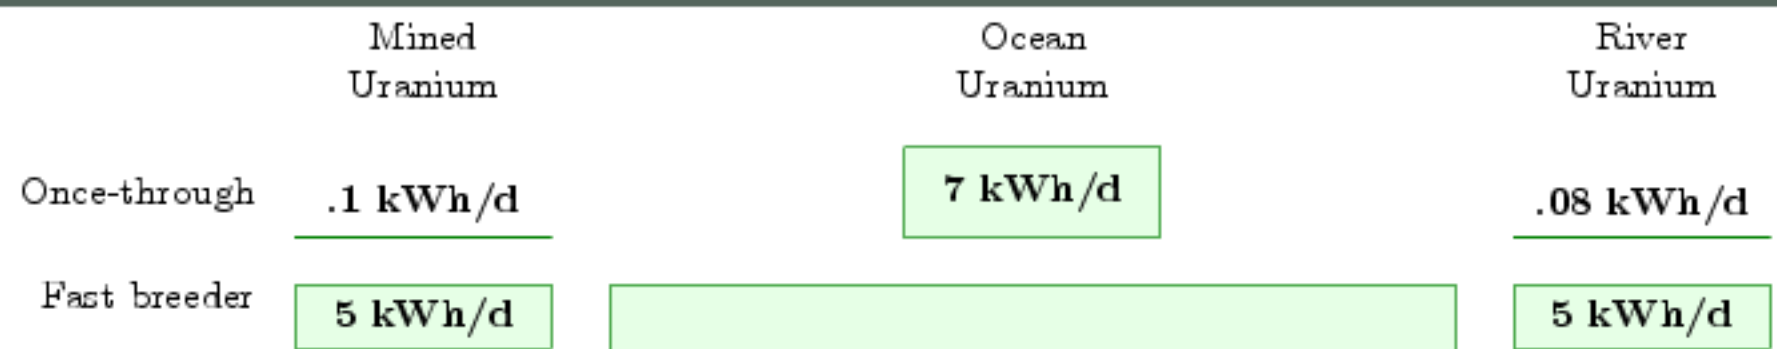 Mined
Uranium
Ocean
Uranium
River
Uranium
Once-through
.1 kWh/d
7 kWh/d
.08 kWh/d
Fast breeder
5 kWh/d
5 kWh/d